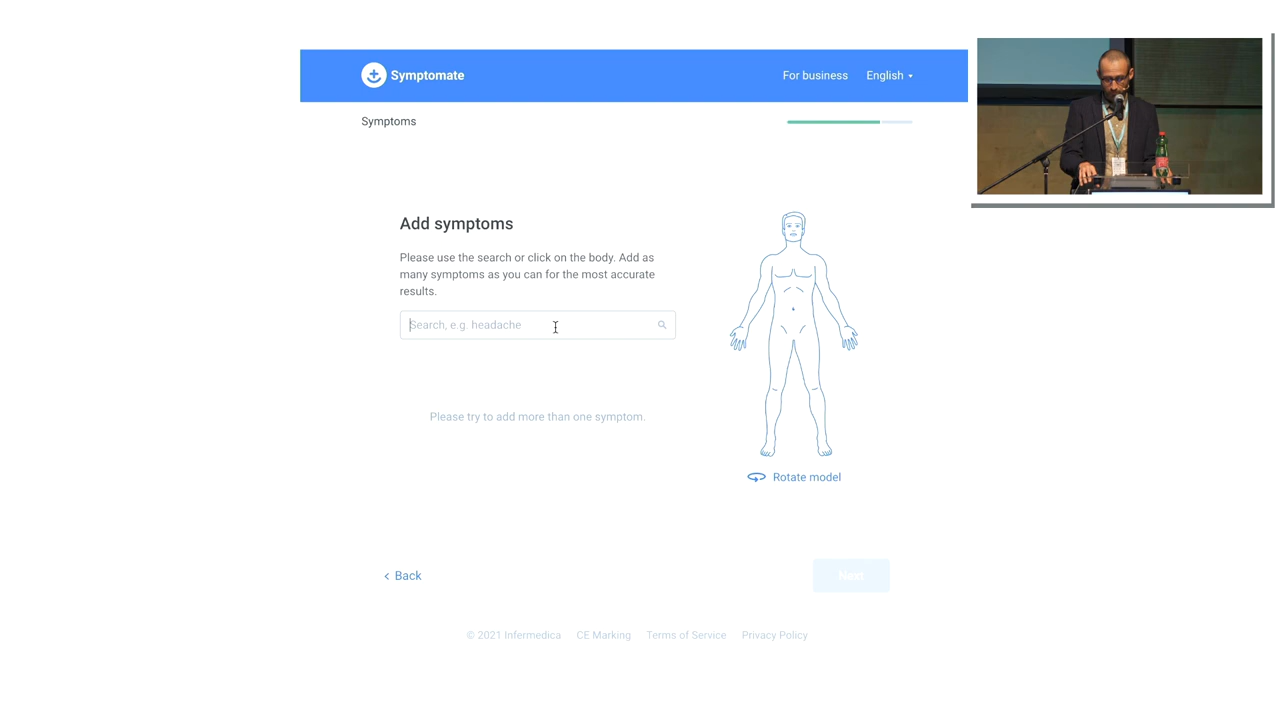 Symptomate
For business
English
Symptoms
Add symptoms
Please use the search or click on the body. Add as
many symptoms as you can for the most accurate
results.
Search, e.g. headache
Please try to add more than one symptom.
Rotate model
Back
Next
© 2021 Infermedica
CE Marking
Terms of Service
Privacy Policy